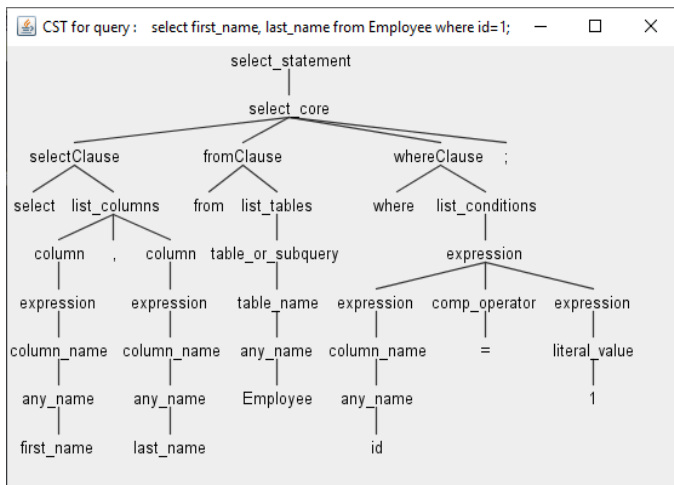 CST for query : select first_name, last_name from Employee where id=1;
select_statement
select_core
selectClause fromClause whereClause ;
select list_columns from list_tables where list_conditions
column , column table_or_subquery expression
expression expression table_name expression comp_operator expression
column_name column_name any_name column_name = literal_value
any_name any_name Employee any_name 1
first_name last_name id